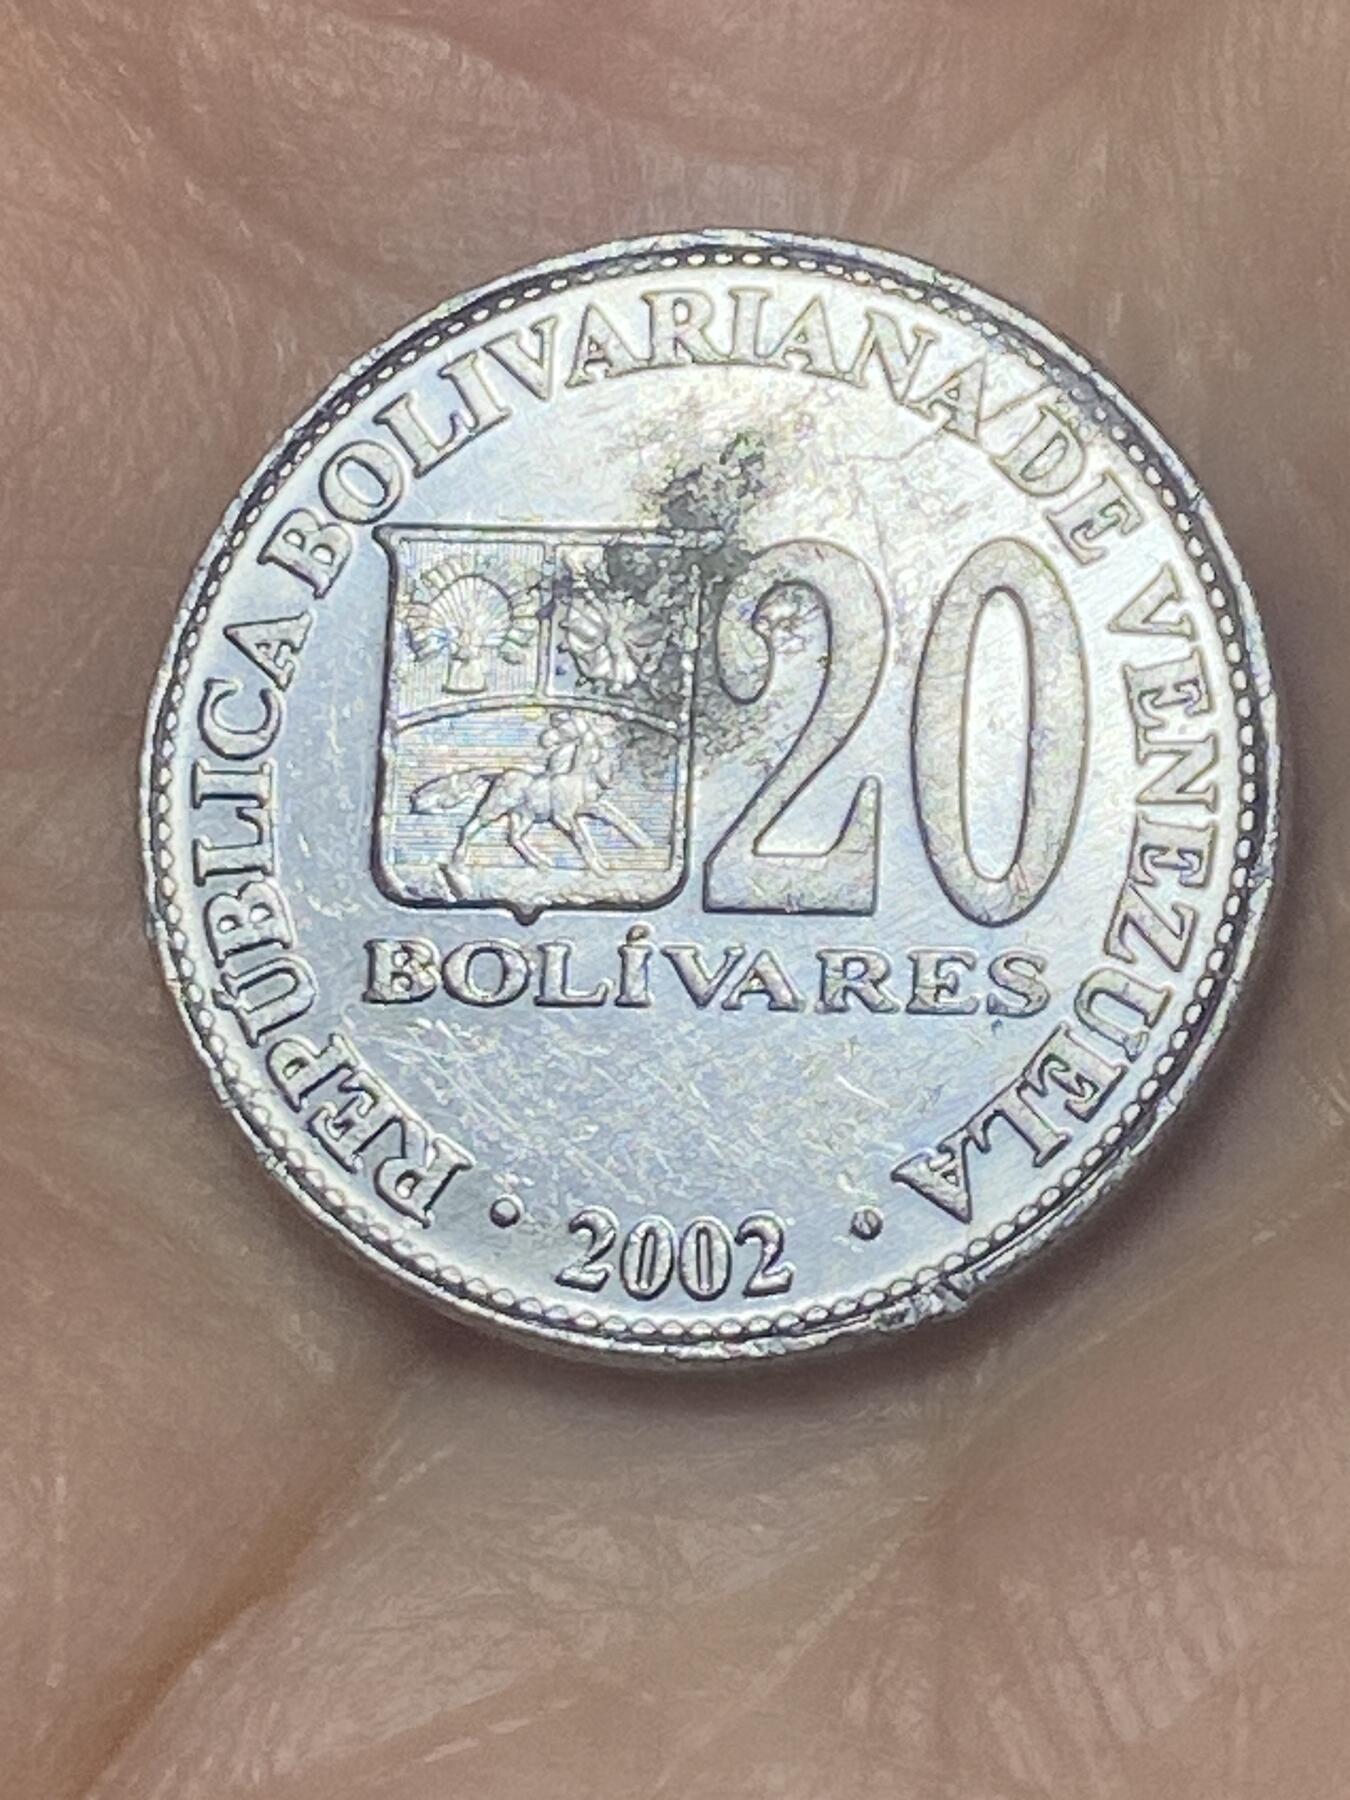 REPÚBLICA BOLIVARIANA DE VENEZUELA
20
BOLÍVARES
• 2002 •